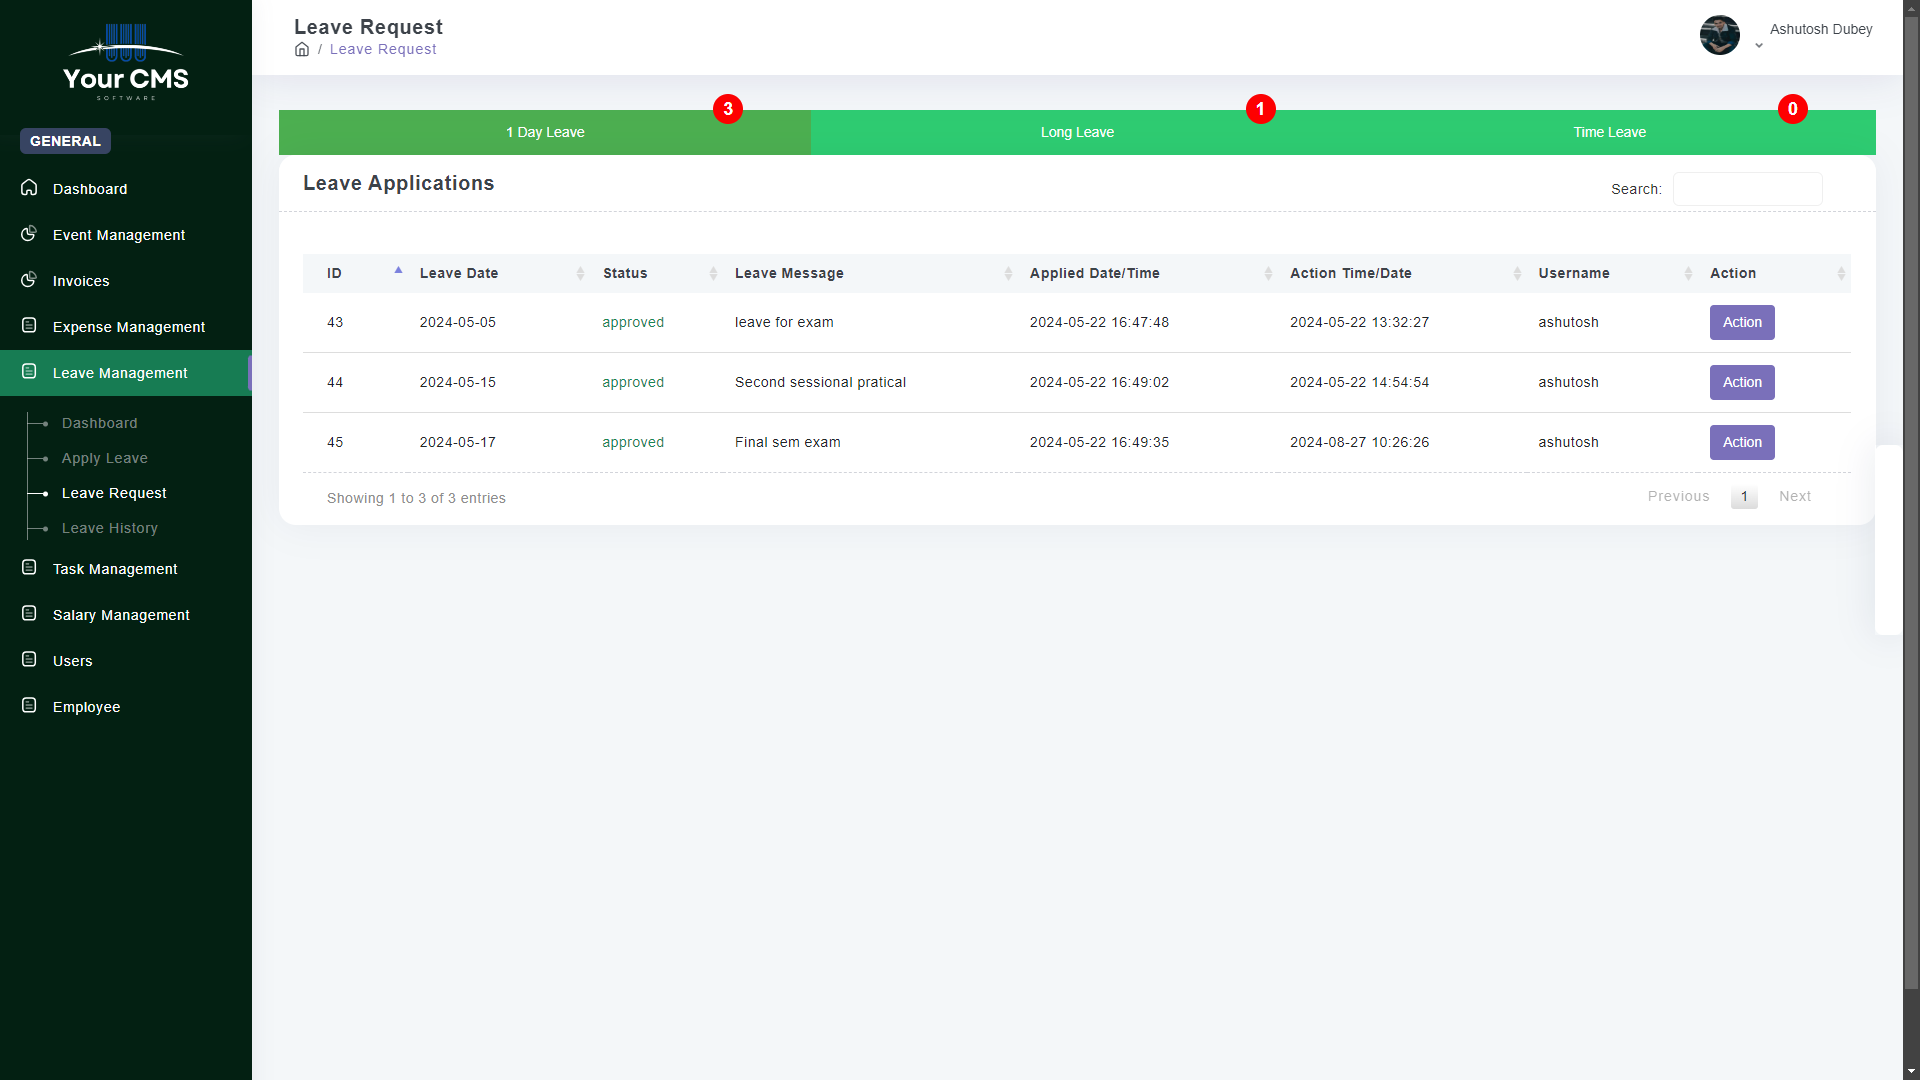 Your CMS
SOFTWARE
GENERAL
Dashboard
Event Management
Invoices
Expense Management
Leave Management
Dashboard
Apply Leave
Leave Request
Leave History
Task Management
Salary Management
Users
Employee
Leave Request
/ Leave Request
Ashutosh Dubey
1 Day Leave 3 Long Leave 1 Time Leave 0
Leave Applications
Search:
ID Leave Date Status Leave Message Applied Date/Time Action Time/Date Username Action
43 2024-05-05 approved leave for exam 2024-05-22 16:47:48 2024-05-22 13:32:27 ashutosh Action
44 2024-05-15 approved Second sessional pratical 2024-05-22 16:49:02 2024-05-22 14:54:54 ashutosh Action
45 2024-05-17 approved Final sem exam 2024-05-22 16:49:35 2024-08-27 10:26:26 ashutosh Action
Showing 1 to 3 of 3 entries
Previous 1 Next